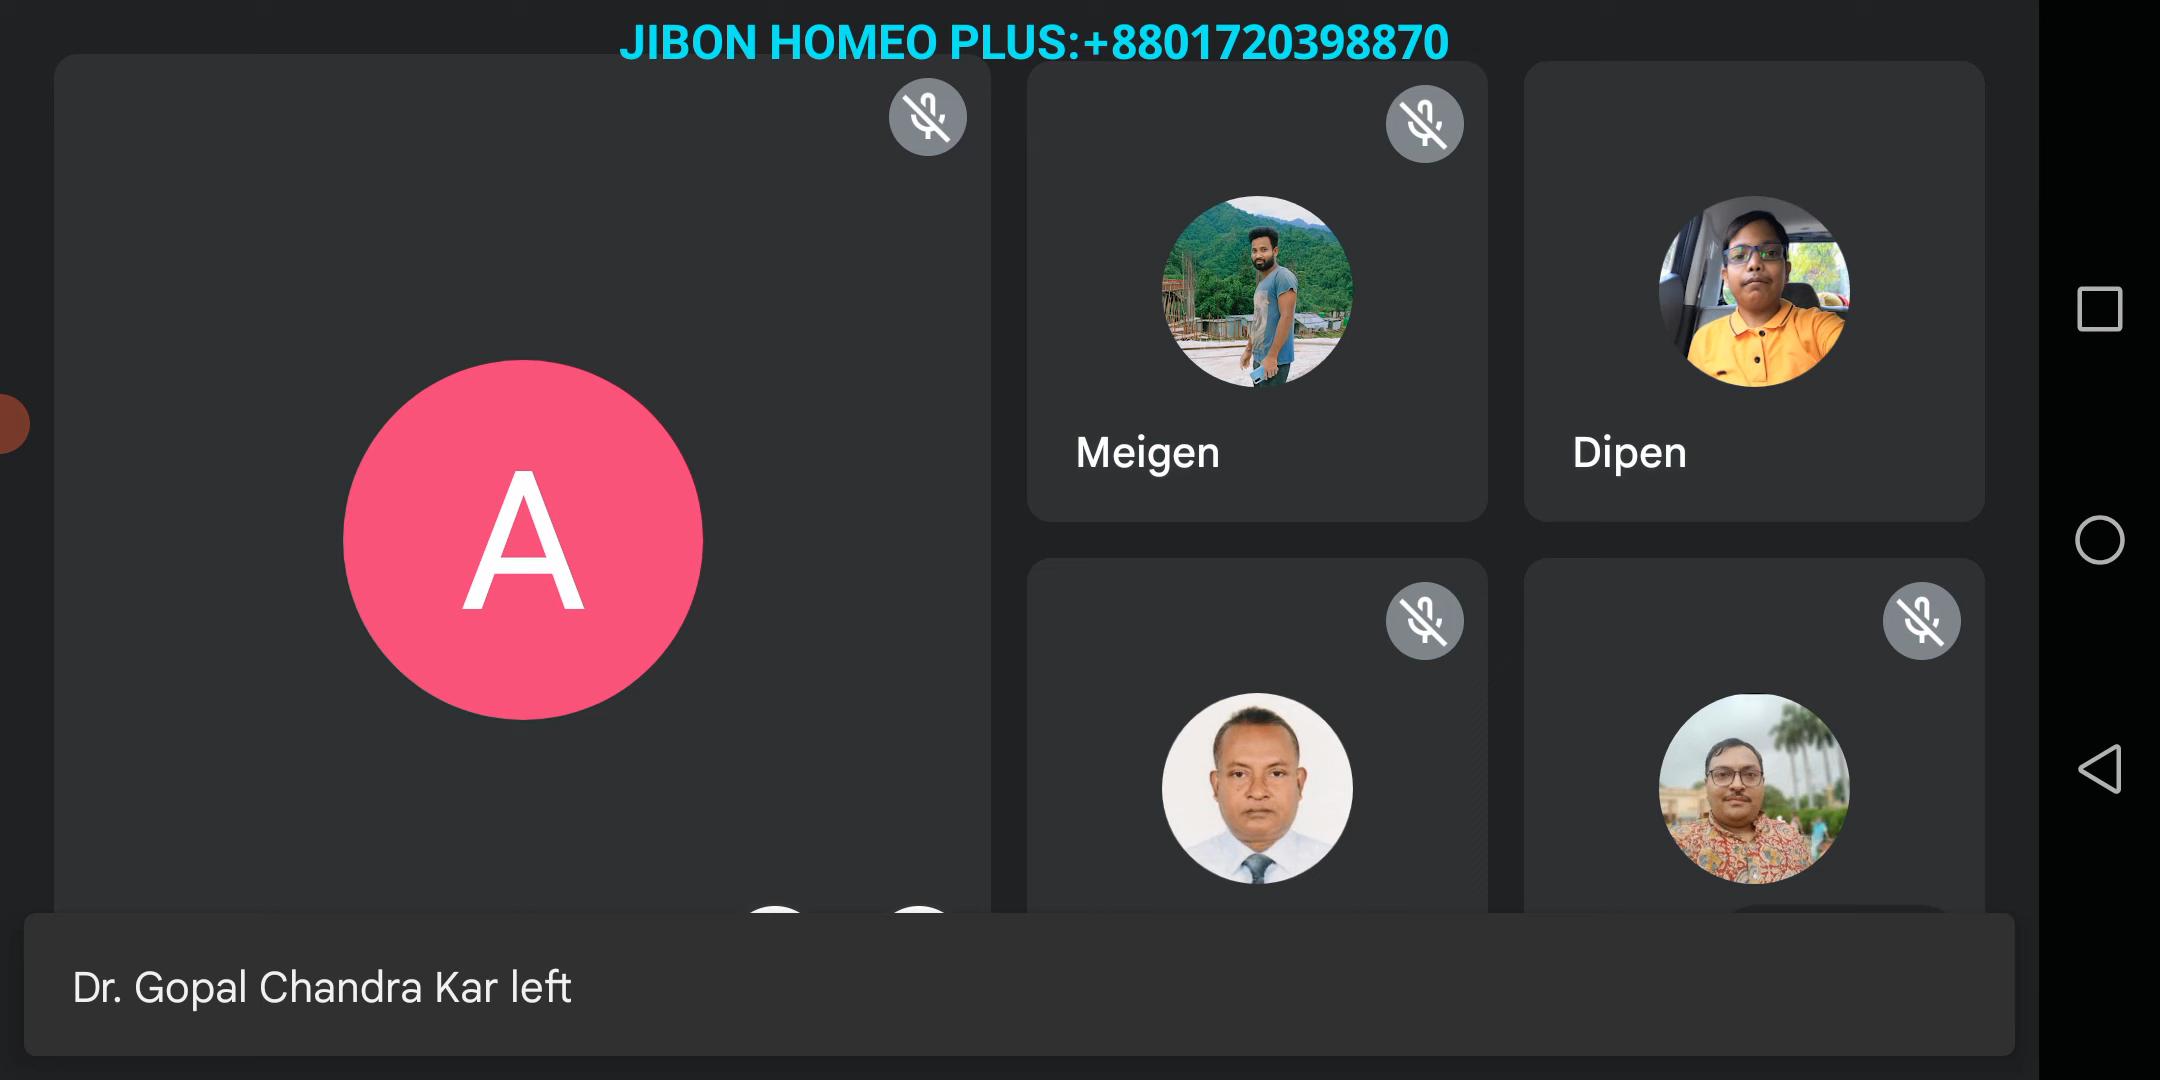 JIBON HOMEO PLUS:+8801720398870
A
Meigen
Dipen
Dr. Gopal Chandra Kar left